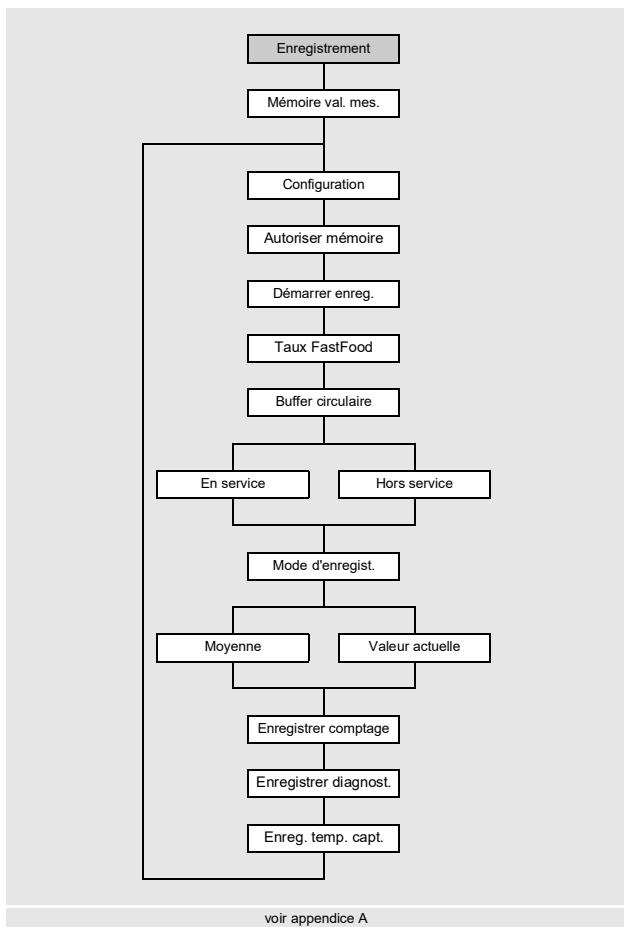 Enregistrement
Mémoire val. mes.
Configuration
Autoriser mémoire
Démarrer enreg.
Taux FastFood
Buffer circulaire
En service
Hors service
Mode d'enregist.
Moyenne
Valeur actuelle
Enregistrer comptage
Enregistrer diagnost.
Enreg. temp. capt.
voir appendice A